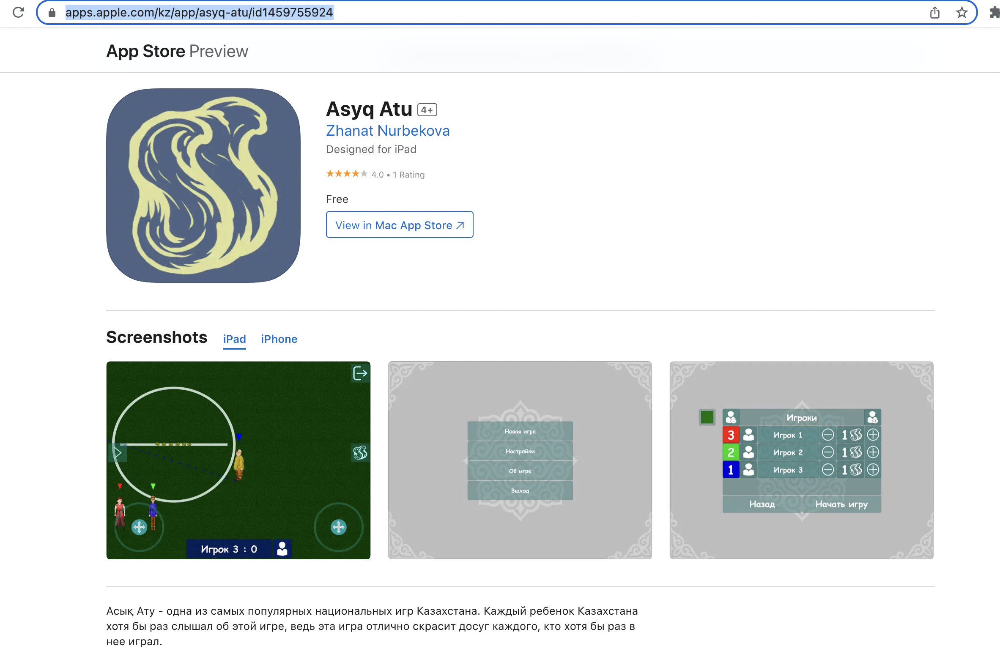 apps.apple.com/kz/app/asyq-atu/id1459755924
App Store Preview
Asyq Atu 4+
Zhanat Nurbekova
Designed for iPad
4.0 • 1 Rating
Free
View in Mac App Store
Screenshots iPad iPhone
Игрок 3 : 0
Новая игра
Настройки
Об игре
Выход
Игроки
3 Игрок 1 1
2 Игрок 2 1
1 Игрок 3 1
Назад Начать игру
Асық Ату - одна из самых популярных национальных игр Казахстана. Каждый ребенок Казахстана
хотя бы раз слышал об этой игре, ведь эта игра отлично скрасит досуг каждого, кто хотя бы раз в
нее играл.